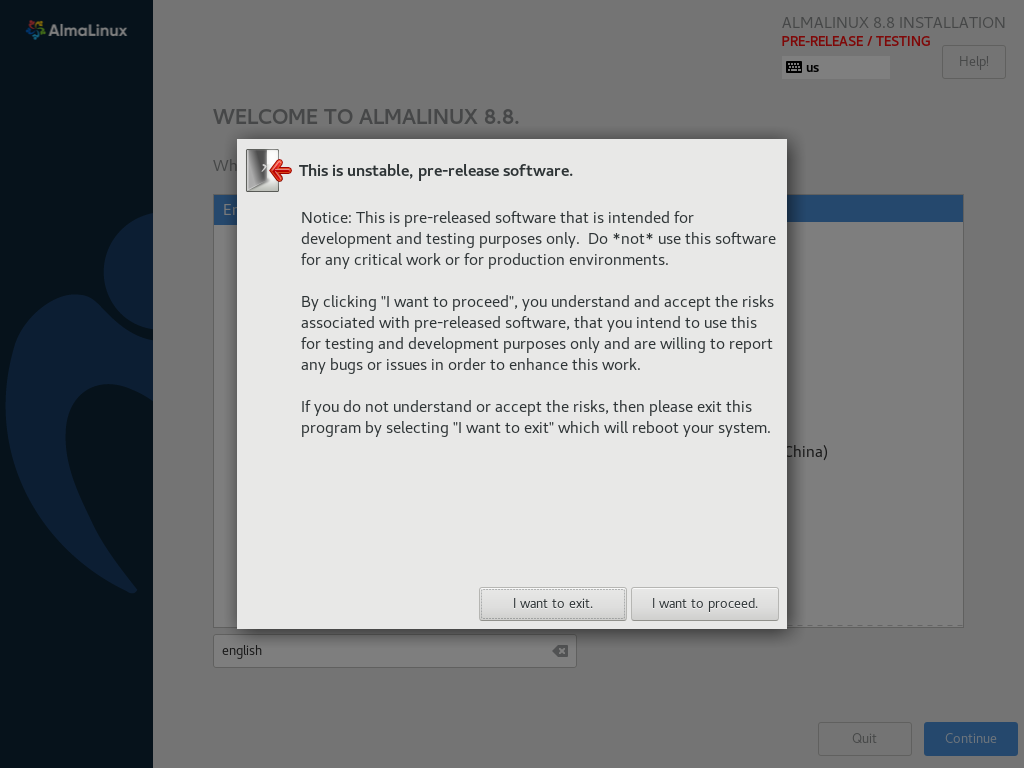 AlmaLinux
ALMALINUX 8.8 INSTALLATION
PRE-RELEASE / TESTING
us
Help!
WELCOME TO ALMALINUX 8.8.
This is unstable, pre-release software.
Notice: This is pre-released software that is intended for
development and testing purposes only.  Do *not* use this software
for any critical work or for production environments.
By clicking "I want to proceed", you understand and accept the risks
associated with pre-released software, that you intend to use this
for testing and development purposes only and are willing to report
any bugs or issues in order to enhance this work.
If you do not understand or accept the risks, then please exit this
program by selecting "I want to exit" which will reboot your system.
China)
I want to exit.
I want to proceed.
english
Quit
Continue